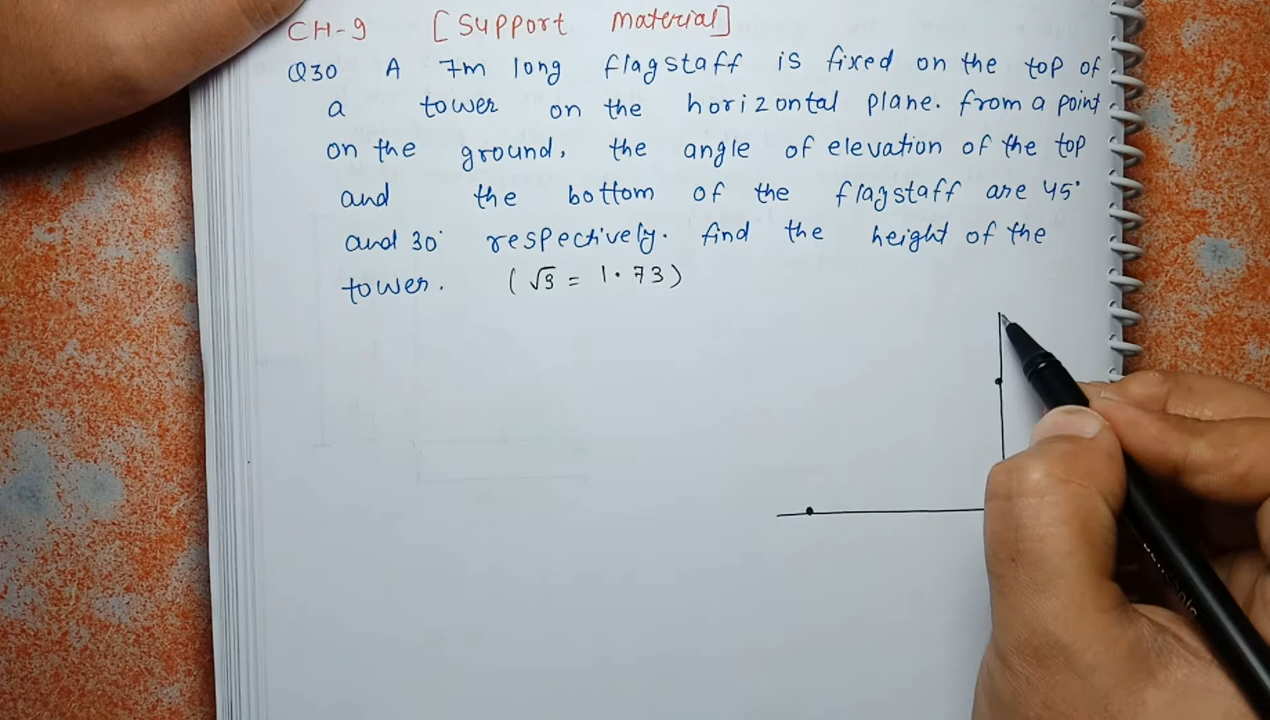 CH-9 [Support Material]
Q30 A 7m long flagstaff is fixed on the top of
a tower on the horizontal plane. from a point
on the ground, the angle of elevation of the top
and the bottom of the flagstaff are 45°
and 30° respectively. find the height of the
tower. (√3 = 1.73)